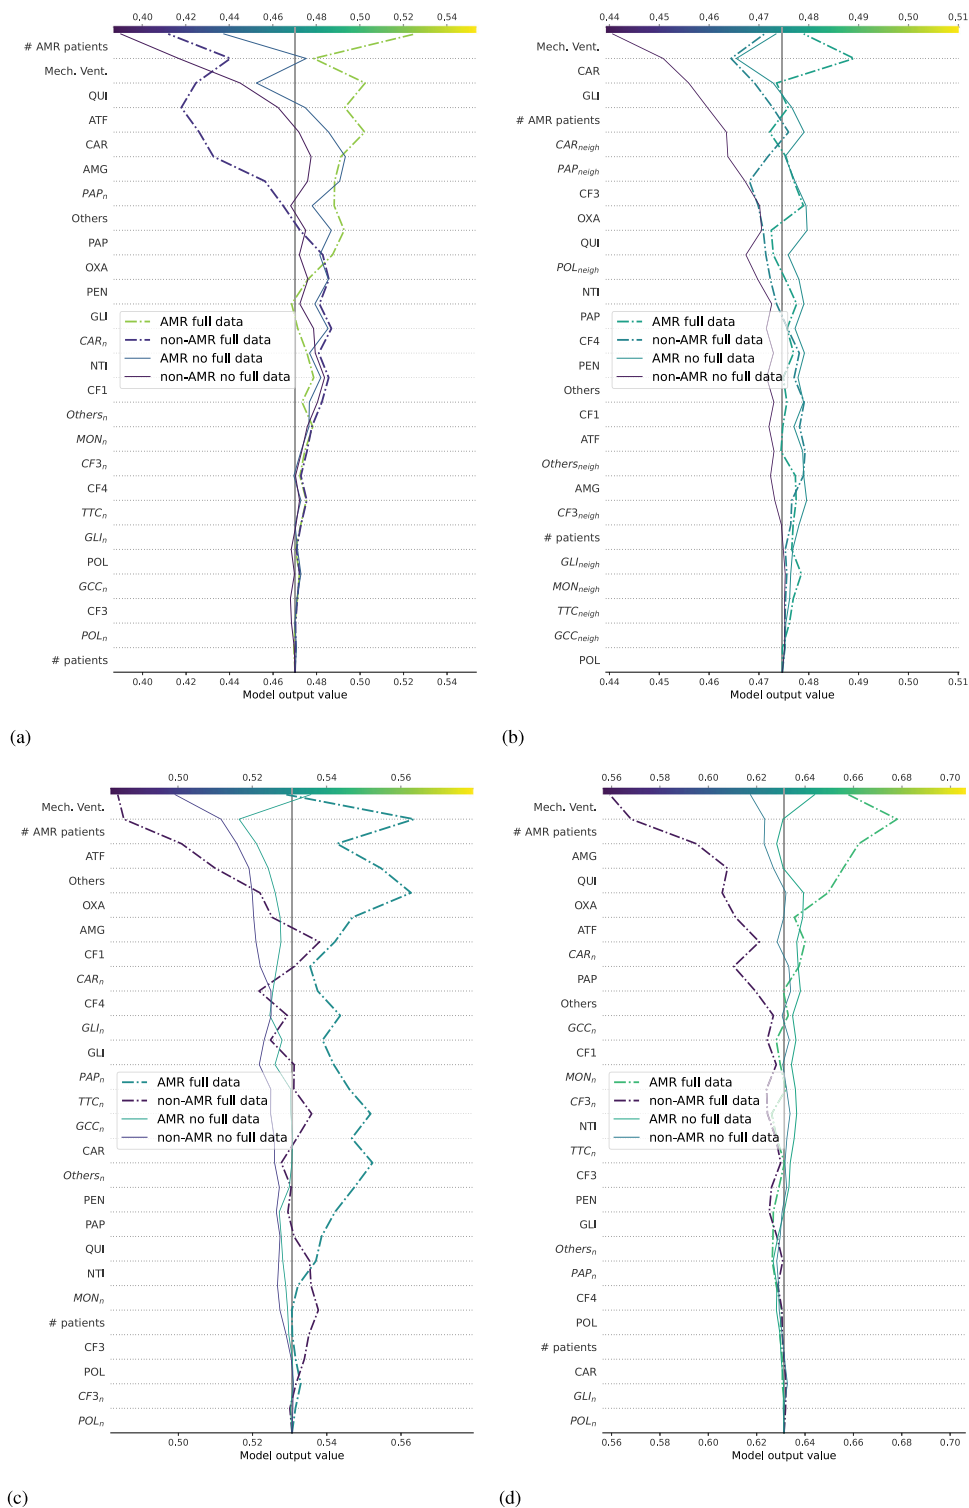 0.40 0.42 0.44 0.46 0.48 0.50 0.52 0.54
# AMR patients
Mech. Vent.
QUI
ATF
CAR
AMG
PAPn
Others
PAP
OXA
PEN
GLI
CARn
NTI
CF1
Othersn
MONn
CF3n
CF4
TTCn
GLIn
POL
GCCn
CF3
POLn
# patients
AMR full data
non-AMR full data
AMR no full data
non-AMR no full data
0.40 0.42 0.44 0.46 0.48 0.50 0.52 0.54
Model output value
(a)
0.44 0.45 0.46 0.47 0.48 0.49 0.50 0.51
Mech. Vent.
CAR
GLI
# AMR patients
CARneigh
PAPneigh
CF3
OXA
QUI
POLneigh
NTI
PAP
CF4
PEN
Others
CF1
ATF
Othersneigh
AMG
CF3neigh
# patients
GLIneigh
MONneigh
TTCneigh
GCCneigh
POL
AMR full data
non-AMR full data
AMR no full data
non-AMR no full data
0.44 0.45 0.46 0.47 0.48 0.49 0.50 0.51
Model output value
(b)
0.50 0.52 0.54 0.56
Mech. Vent.
# AMR patients
ATF
Others
OXA
AMG
CF1
CARn
CF4
GLIn
GLI
PAPn
TTCn
GCCn
CAR
Othersn
PEN
PAP
QUI
NTI
MONn
# patients
CF3
POL
CF3n
POLn
AMR full data
non-AMR full data
AMR no full data
non-AMR no full data
0.50 0.52 0.54 0.56
Model output value
(c)
0.56 0.58 0.60 0.62 0.64 0.66 0.68 0.70
Mech. Vent.
# AMR patients
AMG
QUI
OXA
ATF
CARn
PAP
Others
GCCn
CF1
MONn
CF3n
NTI
TTCn
CF3
PEN
GLI
Othersn
PAPn
CF4
POL
# patients
CAR
GLIn
POLn
AMR full data
non-AMR full data
AMR no full data
non-AMR no full data
0.56 0.58 0.60 0.62 0.64 0.66 0.68 0.70
Model output value
(d)